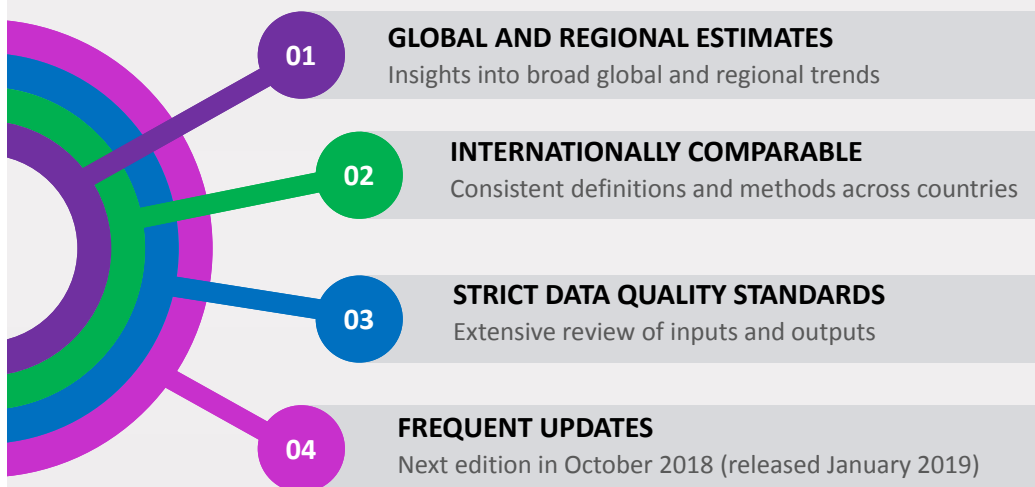 01
GLOBAL AND REGIONAL ESTIMATES
Insights into broad global and regional trends
02
INTERNATIONALLY COMPARABLE
Consistent definitions and methods across countries
03
STRICT DATA QUALITY STANDARDS
Extensive review of inputs and outputs
04
FREQUENT UPDATES
Next edition in October 2018 (released January 2019)